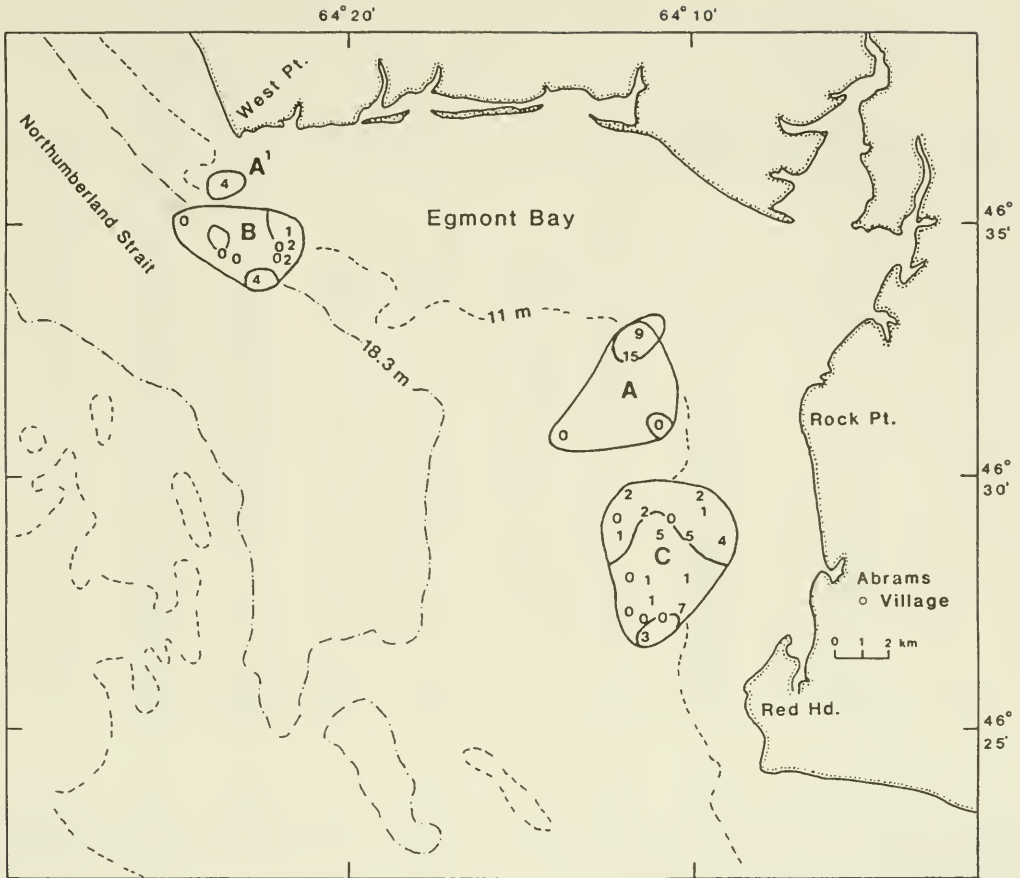 64° 20'
64° 10'
West Pt.
Northumberland Strait
A¹
4
Egmont Bay
46°
35'
0
B
1
0 2
0 0
0 2
4
11 m
18.3 m
9
15
A
0
0
Rock Pt.
46°
30'
2
2
0
2
0
1
1
5
5
4
C
0
1
1
1
0
0
0
7
3
Abrams
Village
0 1 2 km
Red Hd.
46°
25'